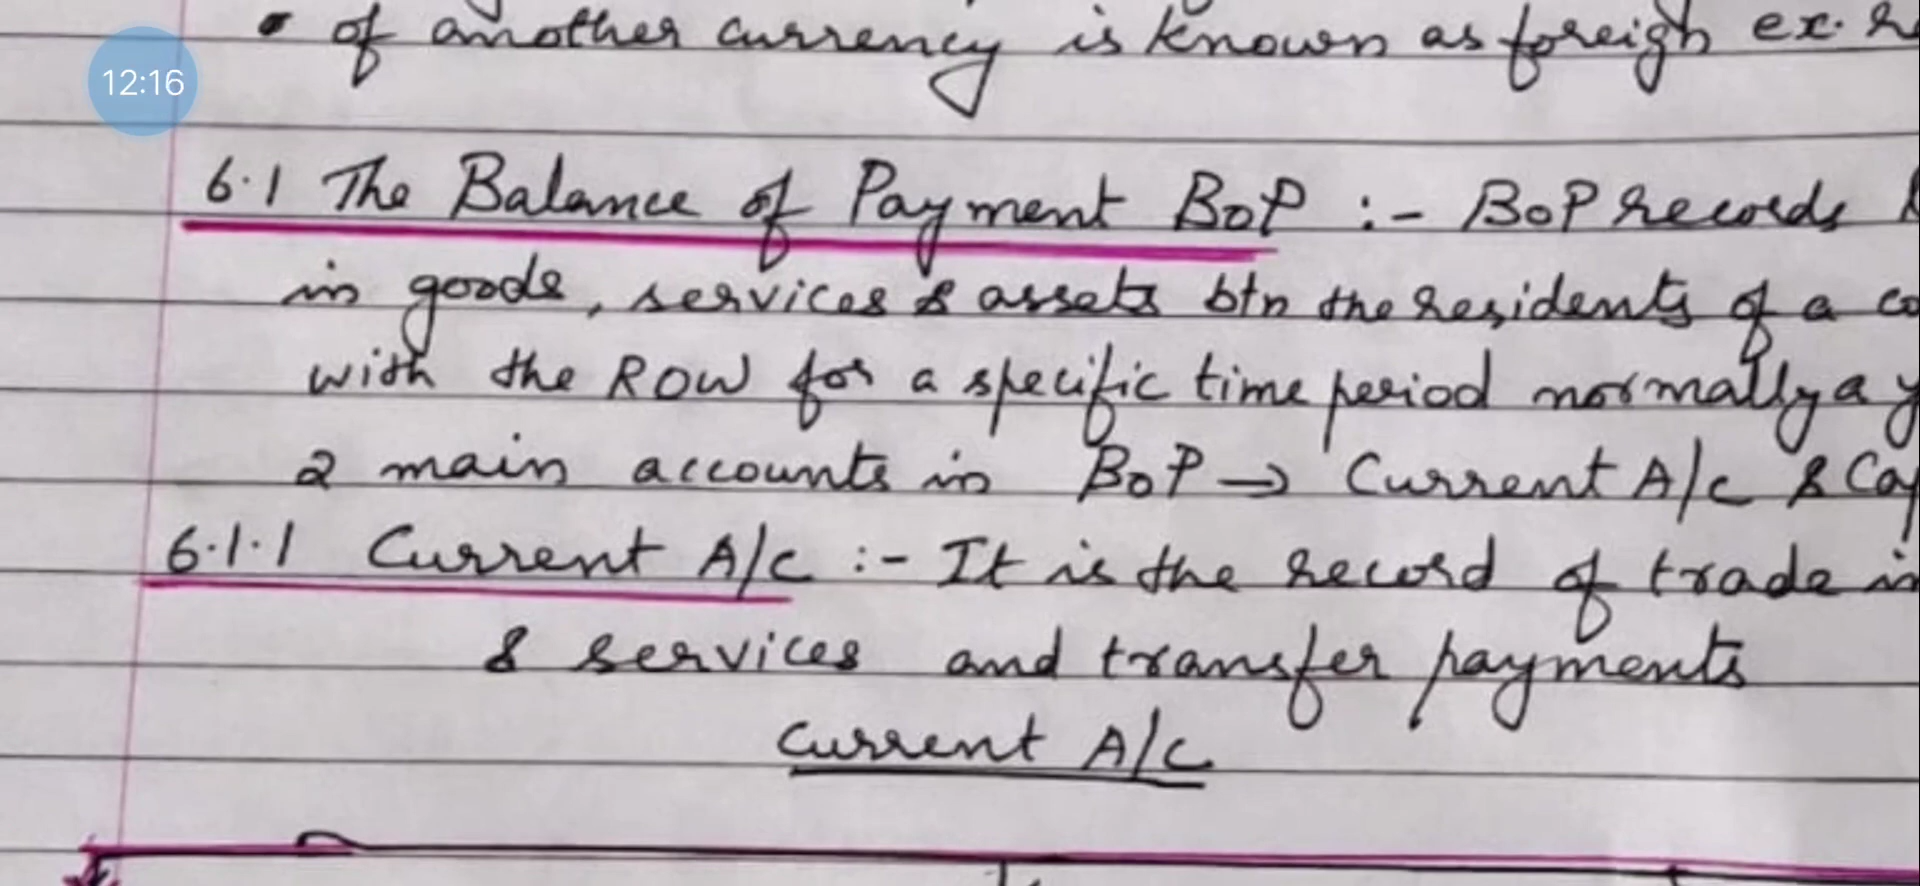 of another currency is known as foreign ex.
12:16
6.1 The Balance of Payment BoP :- BoP records
in goods, services & assets btn the residents of a
with the ROW for a specific time period normally a
2 main accounts in BoP → Current A/c &
6.1.1 Current A/c :- It is the record of trade in
& services and transfer payments
Current A/C